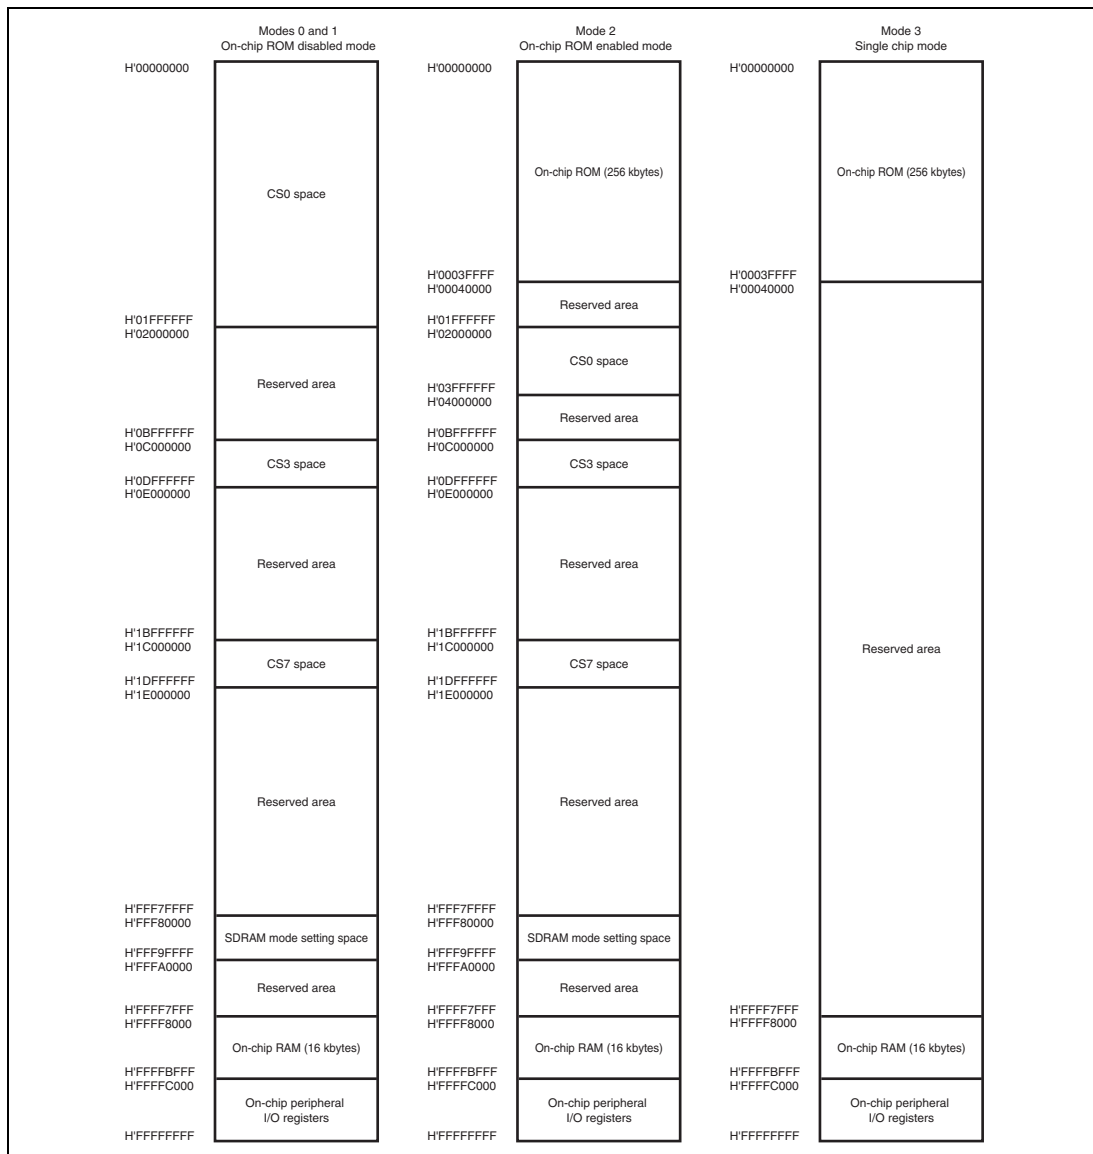 Modes 0 and 1
On-chip ROM disabled mode
H'00000000
CS0 space
H'01FFFFFF
H'02000000
Reserved area
H'0BFFFFFF
H'0C000000
CS3 space
H'0DFFFFFF
H'0E000000
Reserved area
H'1BFFFFFF
H'1C000000
CS7 space
H'1DFFFFFF
H'1E000000
Reserved area
H'FFF7FFFF
H'FFF80000
SDRAM mode setting space
H'FFF9FFFF
H'FFFA0000
Reserved area
H'FFFF7FFF
H'FFFF8000
On-chip RAM (16 kbytes)
H'FFFFBFFF
H'FFFFC000
On-chip peripheral
I/O registers
H'FFFFFFFF
Mode 2
On-chip ROM enabled mode
H'00000000
On-chip ROM (256 kbytes)
H'0003FFFF
H'00040000
Reserved area
H'01FFFFFF
H'02000000
CS0 space
H'03FFFFFF
H'04000000
Reserved area
H'0BFFFFFF
H'0C000000
CS3 space
H'0DFFFFFF
H'0E000000
Reserved area
H'1BFFFFFF
H'1C000000
CS7 space
H'1DFFFFFF
H'1E000000
Reserved area
H'FFF7FFFF
H'FFF80000
SDRAM mode setting space
H'FFF9FFFF
H'FFFA0000
Reserved area
H'FFFF7FFF
H'FFFF8000
On-chip RAM (16 kbytes)
H'FFFFBFFF
H'FFFFC000
On-chip peripheral
I/O registers
H'FFFFFFFF
Mode 3
Single chip mode
H'00000000
On-chip ROM (256 kbytes)
H'0003FFFF
H'00040000
Reserved area
H'FFFF7FFF
H'FFFF8000
On-chip RAM (16 kbytes)
H'FFFFBFFF
H'FFFFC000
On-chip peripheral
I/O registers
H'FFFFFFFF